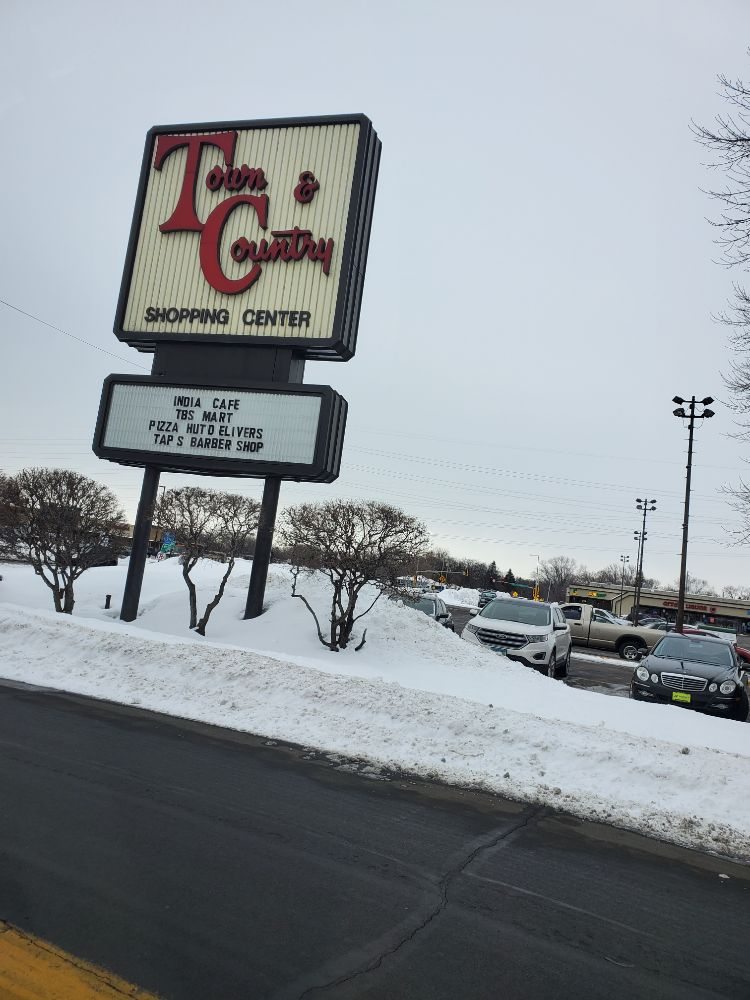 Town &
Country
SHOPPING CENTER
INDIA CAFE
TBS MART
PIZZA HUT D ELIVERS
TAP S BARBER SHOP